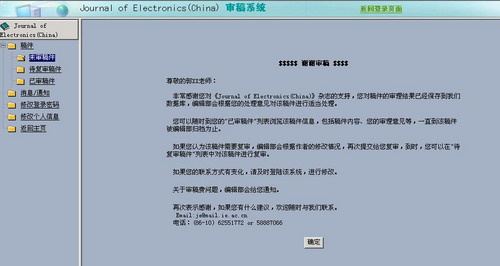 Journal of Electronics(China) 审稿系统
返回登录页面
Journal of
Electronics(China)
稿件
未审稿件
待复审稿件
已审稿件
消息/通知
修改登录密码
修改个人信息
返回主页
$$$$$ 谢谢审稿 $$$$
尊敬的郭江老师:
非常感谢您对《Journal of Electronics(China)》杂志的支持,您对稿件的审理结果已经保存到我们
数据库,编辑部会根据您的处理意见对该稿件进行适当处理。
您可以随时到您的"已审稿件"列表浏览该稿件信息,包括稿件内容、您的审理意见等,一直到该稿件
被编辑部归档为止。
如果您认为该稿件需要复审,编辑部会根据作者的修改情况,再次提交给您复审,到时,您可以在"待
复审稿件"列表中对该稿件进行复审。
如果您的联系方式有变化,请及时登陆该系统,进行修改。
关于审稿费问题,编辑部会给您通知。
再次表示感谢,如果您有什么建议,欢迎随时与我们联系。
Email:je@mail.ie.ac.cn
电话:(86-10) 62551772 or 58887066
确定